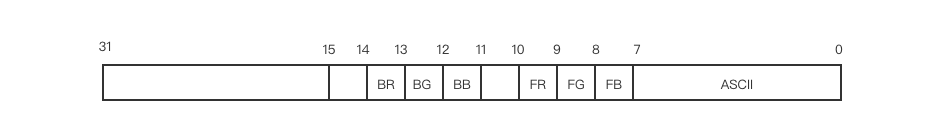 31 15 14 13 12 11 10 9 8 7 0
BR BG BB FR FG FB ASCII